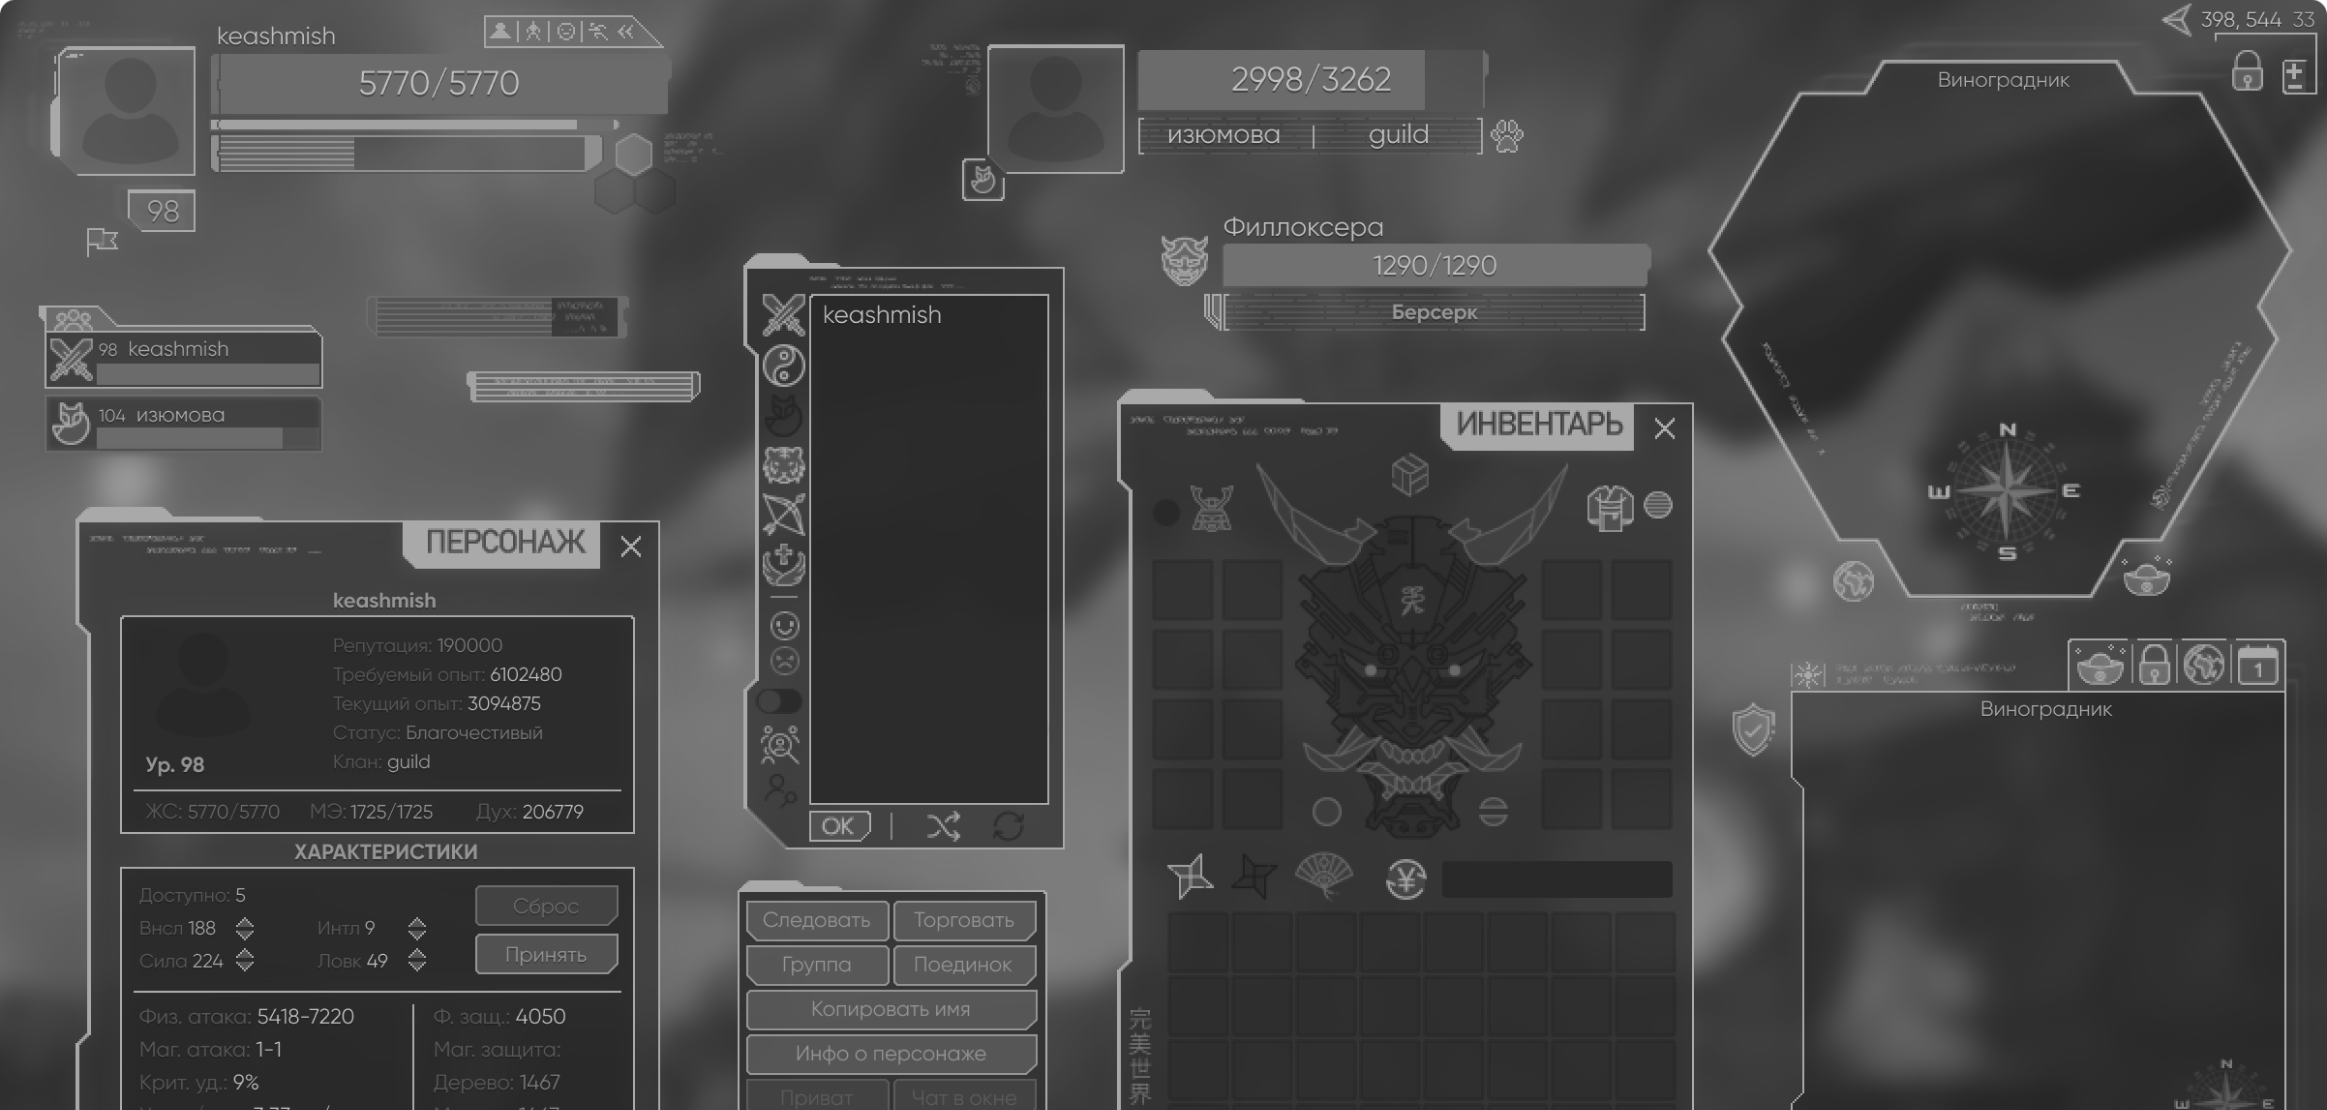 keashmish
5770/5770
98
98 keashmish
104 изюмова
2998/3262
изюмова | guild
Филлоксера
1290/1290
Берсерк
398, 544 33
Виноградник
N
W
E
S
ПЕРСОНАЖ
keashmish
Репутация: 190000
Требуемый опыт: 6102480
Текущий опыт: 3094875
Статус: Благочестивый
Клан: guild
Ур. 98
ЖС: 5770/5770 МЭ: 1725/1725 Дух: 206779
ХАРАКТЕРИСТИКИ
Доступно: 5
Внсл 188 Интл 9
Сила 224 Ловк 49
Сброс
Принять
Физ. атака: 5418-7220
Маг. атака: 1-1
Крит. уд.: 9%
Ф. защ.: 4050
Маг. защита:
Дерево: 1467
keashmish
OK
Следовать
Торговать
Группа
Поединок
Копировать имя
Инфо о персонаже
Приват
Чат в окне
ИНВЕНТАРЬ
完美世界
1
Виноградник
N
W
E